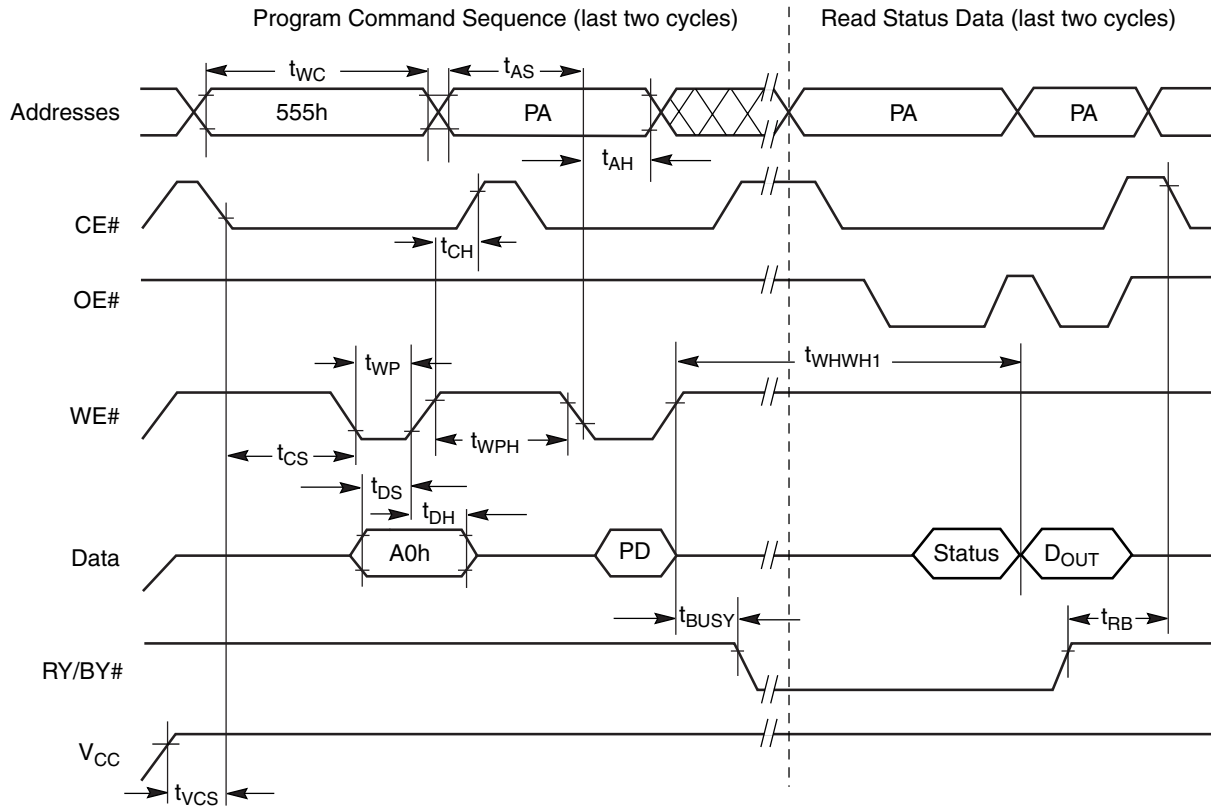 Program Command Sequence (last two cycles) Read Status Data (last two cycles)
tWC tAS
Addresses 555h PA PA PA
tAH
CE#
tCH
OE#
tWP tWHWH1
WE#
tCS tWPH
tDS
tDH
Data A0h PD Status DOUT
tBUSY tRB
RY/BY#
VCC
tVCS